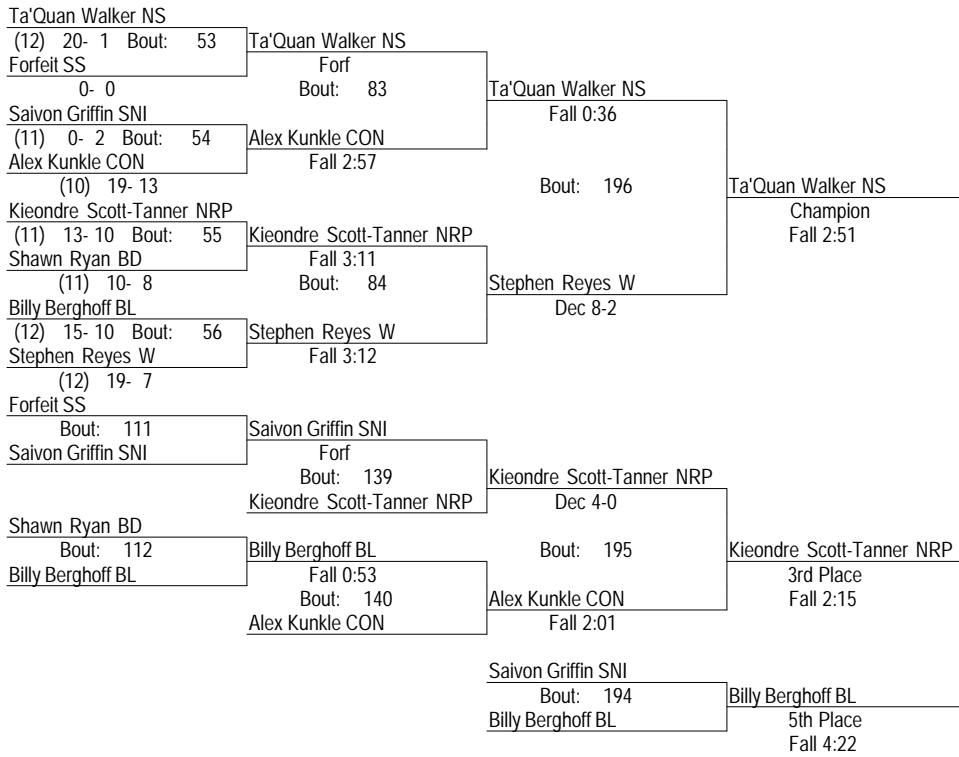 Ta'Quan Walker NS
(12) 20- 1 Bout: 53 Ta'Quan Walker NS
Forfeit SS Forf
0- 0 Bout: 83 Ta'Quan Walker NS
Saivon Griffin SNI Fall 0:36
(11) 0- 2 Bout: 54 Alex Kunkle CON
Alex Kunkle CON Fall 2:57
(10) 19- 13 Bout: 196 Ta'Quan Walker NS
Kieondre Scott-Tanner NRP Champion
(11) 13- 10 Bout: 55 Kieondre Scott-Tanner NRP Fall 2:51
Shawn Ryan BD Fall 3:11
(11) 10- 8 Bout: 84 Stephen Reyes W
Billy Berghoff BL Dec 8-2
(12) 15- 10 Bout: 56 Stephen Reyes W
Stephen Reyes W Fall 3:12
(12) 19- 7
Forfeit SS
Bout: 111 Saivon Griffin SNI
Saivon Griffin SNI Forf
Bout: 139 Kieondre Scott-Tanner NRP
Kieondre Scott-Tanner NRP Dec 4-0
Shawn Ryan BD
Bout: 112 Billy Berghoff BL Bout: 195 Kieondre Scott-Tanner NRP
Billy Berghoff BL Fall 0:53 3rd Place
Bout: 140 Alex Kunkle CON Fall 2:15
Alex Kunkle CON Fall 2:01
Saivon Griffin SNI
Bout: 194 Billy Berghoff BL
Billy Berghoff BL 5th Place
Fall 4:22